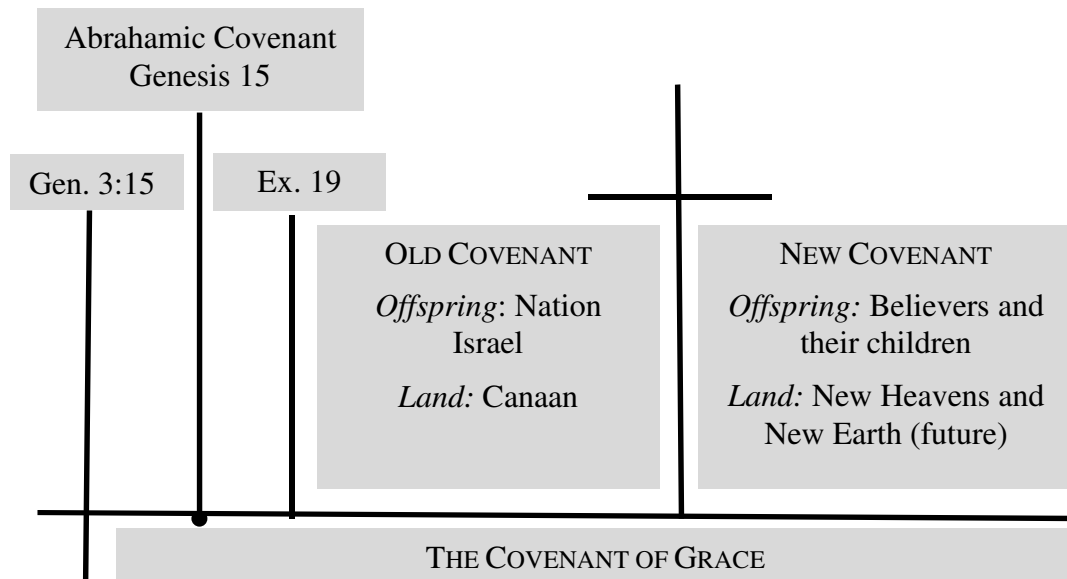 Abrahamic Covenant
Genesis 15
Gen. 3:15
Ex. 19
OLD COVENANT
Offspring: Nation
Israel
Land: Canaan
NEW COVENANT
Offspring: Believers and
their children
Land: New Heavens and
New Earth (future)
THE COVENANT OF GRACE